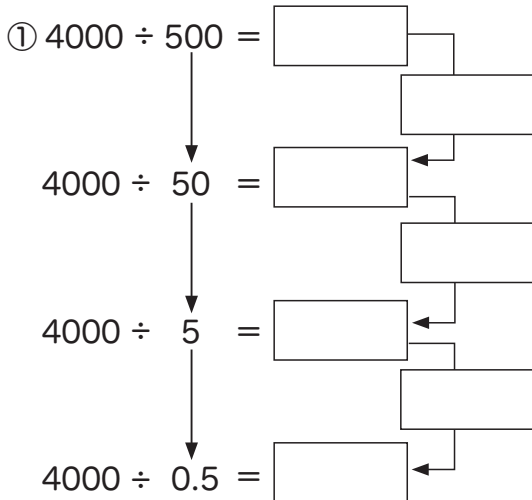 ① 4000 ÷ 500 =
4000 ÷ 50 =
4000 ÷ 5 =
4000 ÷ 0.5 =